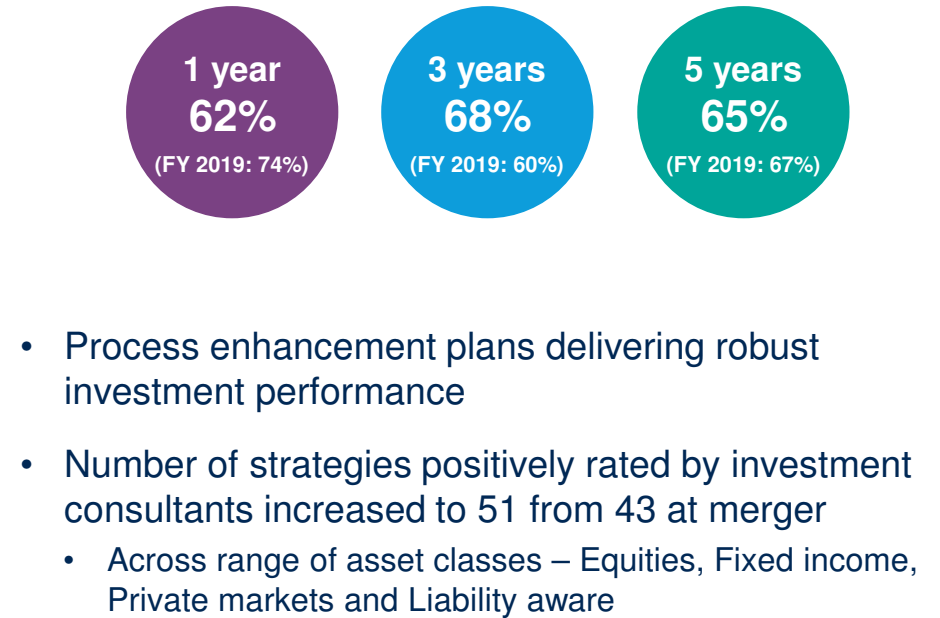 1 year
62%
(FY 2019: 74%)
3 years
68%
(FY 2019: 60%)
5 years
65%
(FY 2019: 67%)
• Process enhancement plans delivering robust
investment performance
• Number of strategies positively rated by investment
consultants increased to 51 from 43 at merger
• Across range of asset classes – Equities, Fixed income,
Private markets and Liability aware